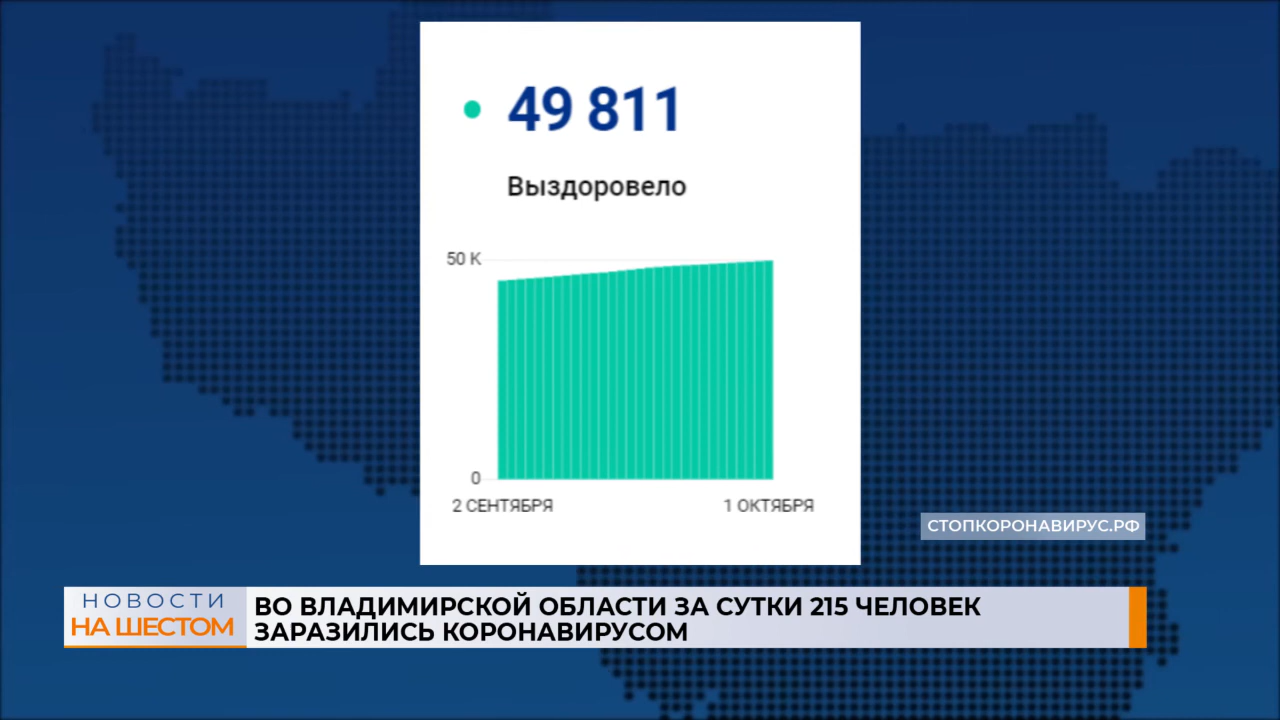 49 811
Выздоровело
50 K
0
2 СЕНТЯБРЯ 1 ОКТЯБРЯ
СТОПКОРОНАВИРУС.РФ
НОВОСТИ
НА ШЕСТОМ
ВО ВЛАДИМИРСКОЙ ОБЛАСТИ ЗА СУТКИ 215 ЧЕЛОВЕК
ЗАРАЗИЛИСЬ КОРОНАВИРУСОМ